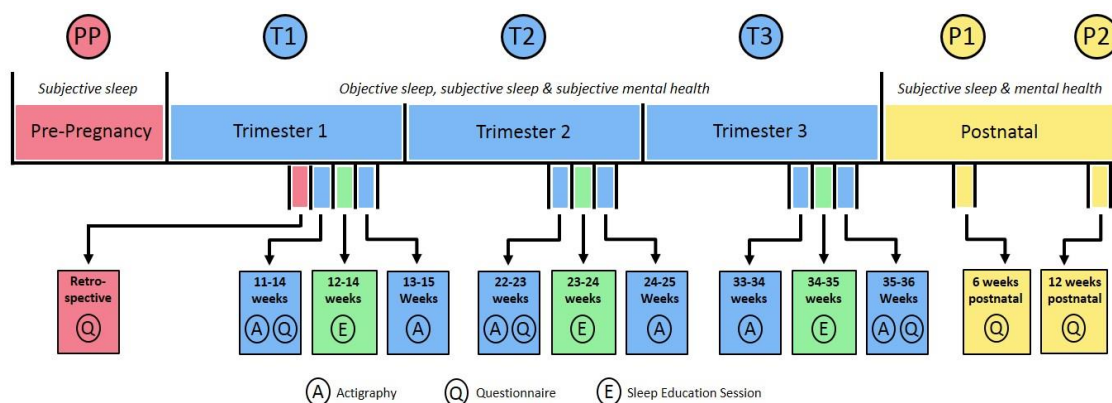 PP T1 T2 T3 P1 P2
Subjective sleep
Objective sleep, subjective sleep & subjective mental health
Subjective sleep & mental health
Pre-Pregnancy
Trimester 1
Trimester 2
Trimester 3
Postnatal
Retro-
spective
Q
11-14
weeks
A Q
12-14
weeks
E
13-15
Weeks
A
22-23
weeks
A Q
23-24
weeks
E
24-25
Weeks
A
33-34
weeks
A
34-35
weeks
E
35-36
Weeks
A Q
6 weeks
postnatal
Q
12 weeks
postnatal
Q
A Actigraphy
Q Questionnaire
E Sleep Education Session